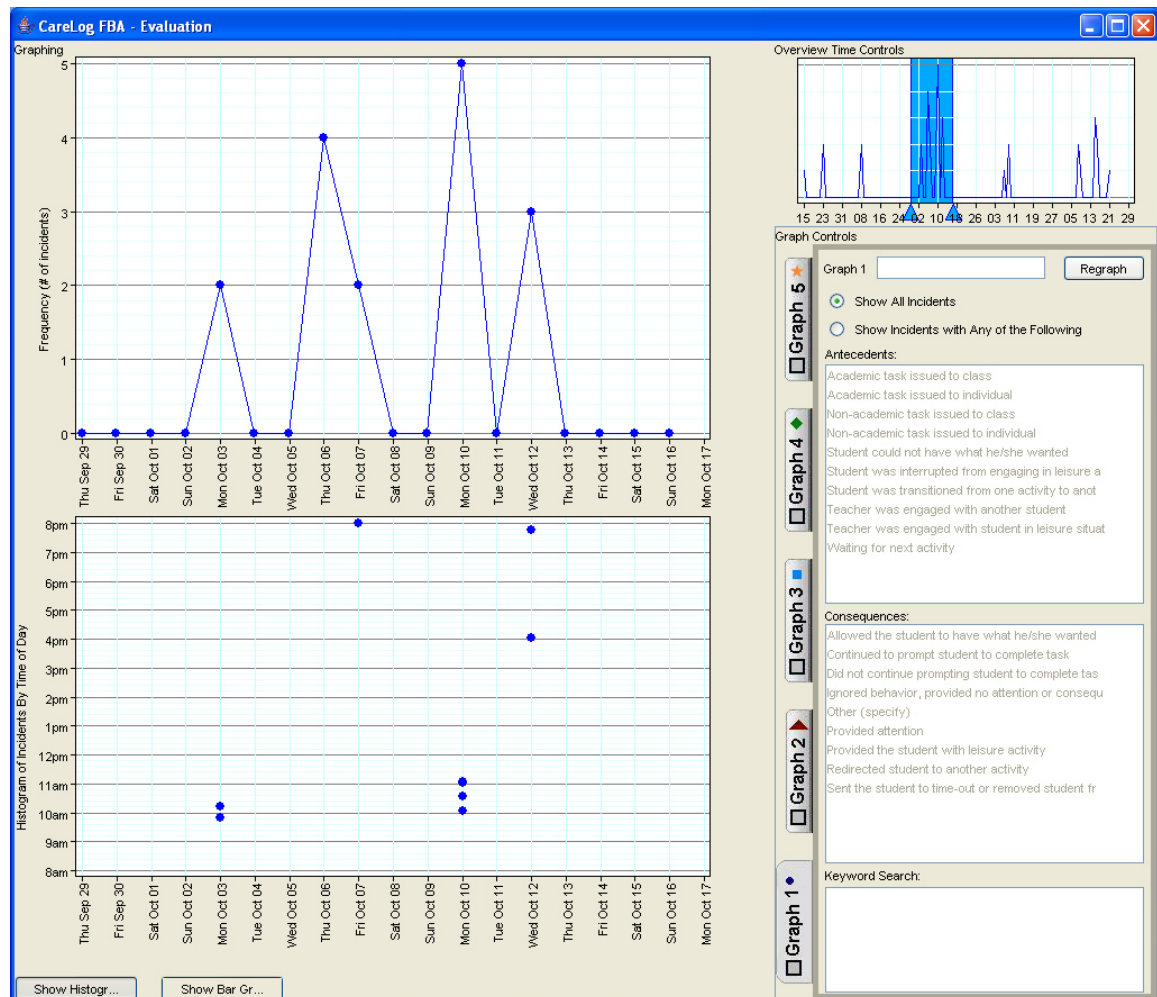 CareLog FBA - Evaluation
Graphing
Frequency (# of incidents)
5
4
3
2
1
0
Thu Sep 29
Fri Sep 30
Sat Oct 01
Sun Oct 02
Mon Oct 03
Tue Oct 04
Wed Oct 05
Thu Oct 06
Fri Oct 07
Sat Oct 08
Sun Oct 09
Mon Oct 10
Tue Oct 11
Wed Oct 12
Thu Oct 13
Fri Oct 14
Sat Oct 15
Sun Oct 16
Mon Oct 17
Histogram of Incidents By Time of Day
8pm
7pm
6pm
5pm
4pm
3pm
2pm
1pm
12pm
11am
10am
9am
8am
Thu Sep 29
Fri Sep 30
Sat Oct 01
Sun Oct 02
Mon Oct 03
Tue Oct 04
Wed Oct 05
Thu Oct 06
Fri Oct 07
Sat Oct 08
Sun Oct 09
Mon Oct 10
Tue Oct 11
Wed Oct 12
Thu Oct 13
Fri Oct 14
Sat Oct 15
Sun Oct 16
Mon Oct 17
Show Histogr...
Show Bar Gr...
Overview Time Controls
15 23 31 08 16 24 02 10 18 26 03 11 19 27 05 13 21 29
Graph Controls
Graph 5
Graph 4
Graph 3
Graph 2
Graph 1
Graph 1
Regraph
Show All Incidents
Show Incidents with Any of the Following
Antecedents:
Academic task issued to class
Academic task issued to individual
Non-academic task issued to class
Non-academic task issued to individual
Student could not have what he/she wanted
Student was interrupted from engaging in leisure a
Student was transitioned from one activity to anot
Teacher was engaged with another student
Teacher was engaged with student in leisure situat
Waiting for next activity
Consequences:
Allowed the student to have what he/she wanted
Continued to prompt student to complete task
Did not continue prompting student to complete tas
Ignored behavior, provided no attention or consequ
Other (specify)
Provided attention
Provided the student with leisure activity
Redirected student to another activity
Sent the student to time-out or removed student fr
Keyword Search: